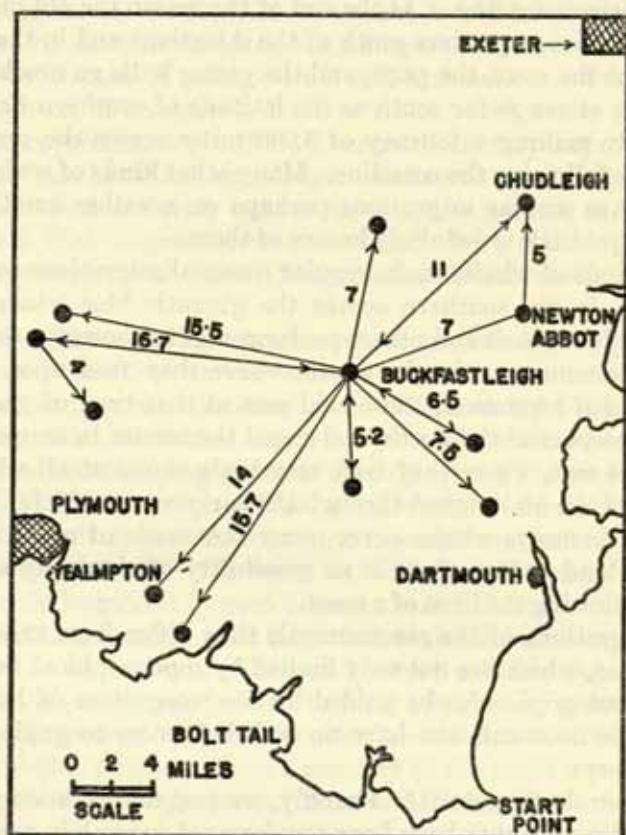 EXETER
CHUDLEIGH
7
11
5
15·5
7
NEWTON
ABBOT
16·7
BUCKFASTLEIGH
4
6·5
5·2
7·5
PLYMOUTH
14
15·7
YEALMPTON
DARTMOUTH
BOLT TAIL
0 2 4
MILES
SCALE
START
POINT